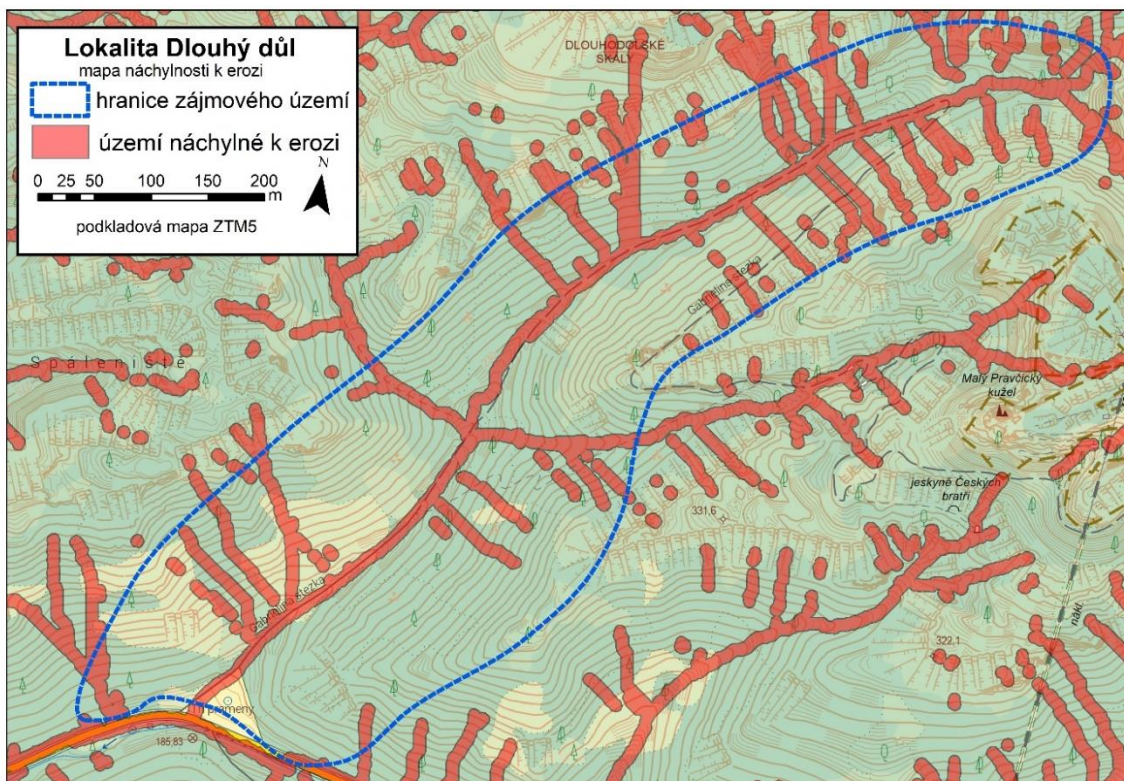 Lokalita Dlouhý důl
mapa náchylnosti k erozi
hranice zájmového území
území náchylné k erozi
N
0 25 50 100 150 200
m
podkladová mapa ZTM5
DLOUHODOLSKÉ
SKÁLY
Gabrielina stezka
Spáleniště
Malý Pravčický
kužel
jeskyně Českých
bratří
331,6
Gabrielina stezka
322,1
nákl.
prameny
185,83